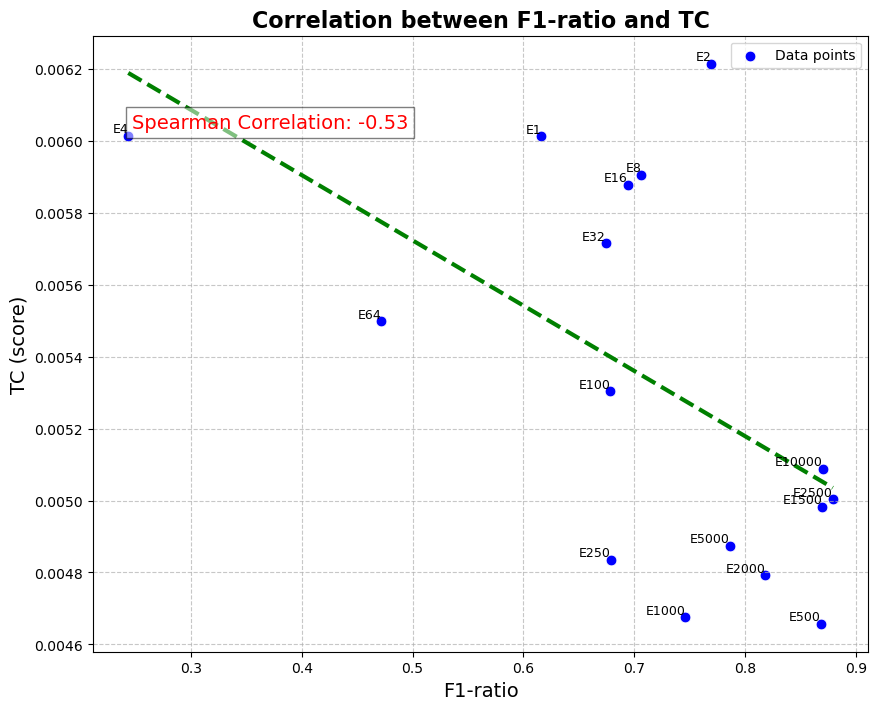 Correlation between F1-ratio and TC
Data points
E2
E4
Spearman Correlation: -0.53
E1
E8
E16
E32
E64
E100
E10000
E2500
E1500
E5000
E250
E2000
E1000
E500
0.0062
0.0060
0.0058
0.0056
0.0054
0.0052
0.0050
0.0048
0.0046
TC (score)
0.3 0.4 0.5 0.6 0.7 0.8 0.9
F1-ratio